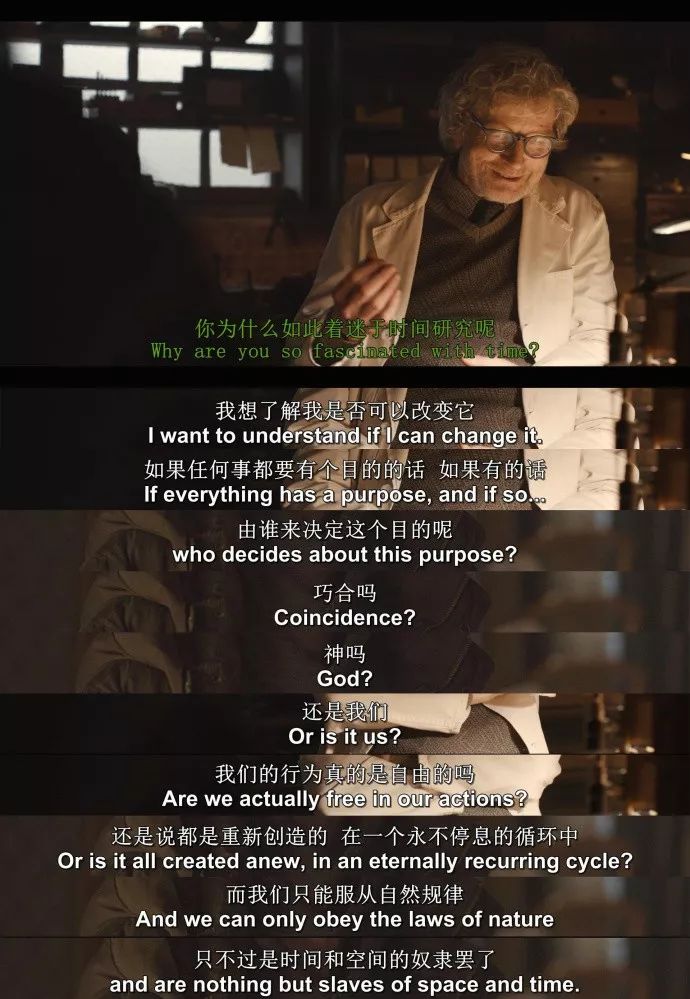 你为什么如此着迷于时间研究呢
Why are you so fascinated with time?
我想了解我是否可以改变它
I want to understand if I can change it.
如果任何事都要有个目的的话 如果有的话
If everything has a purpose, and if so...
由谁来决定这个目的呢
who decides about this purpose?
巧合吗
Coincidence?
神吗
God?
还是我们
Or is it us?
我们的行为真的是自由的吗
Are we actually free in our actions?
还是说都是重新创造的 在一个永不停息的循环中
Or is it all created anew, in an eternally recurring cycle?
而我们只能服从自然规律
And we can only obey the laws of nature
只不过是时间和空间的奴隶罢了
and are nothing but slaves of space and time.